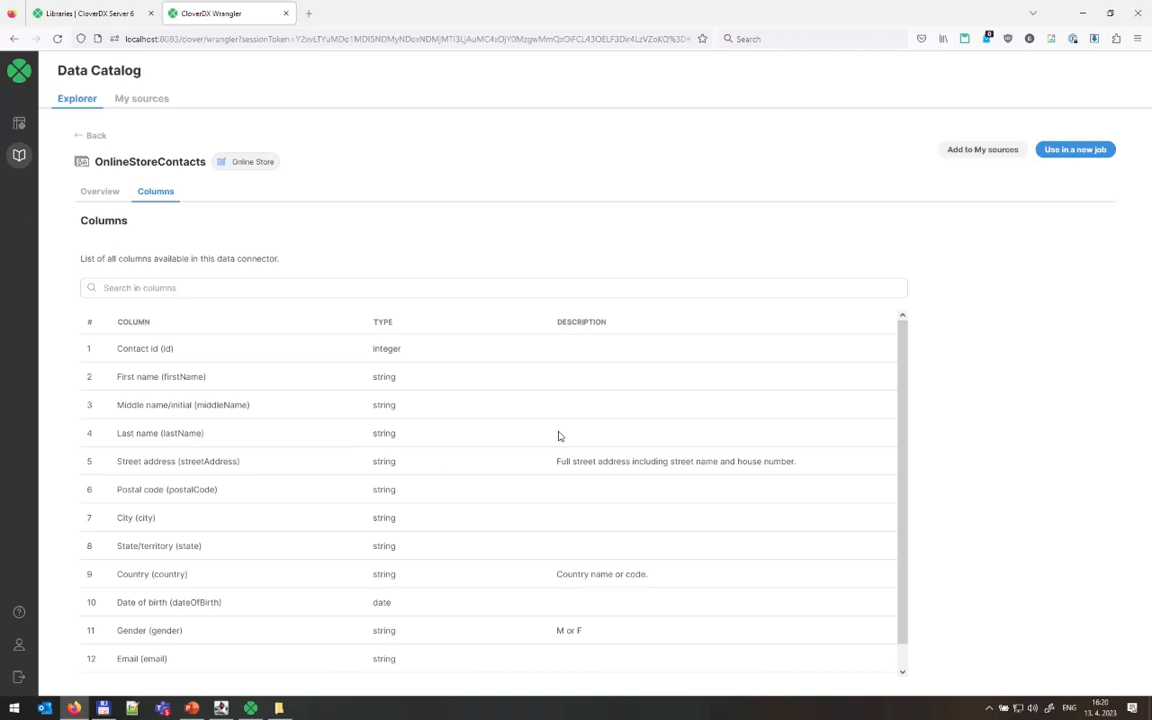 Libraries | CloverDX Server 6
CloverDX Wrangler
Search
Data Catalog
Explorer
My sources
Back
OnlineStoreContacts
Online Store
Add to My sources
Use in a new job
Overview
Columns
Columns
List of all columns available in this data connector.
Search in columns
# COLUMN TYPE DESCRIPTION
1 Contact id (id) integer
2 First name (firstName) string
3 Middle name/initial (middleName) string
4 Last name (lastName) string
5 Street address (streetAddress) string Full street address including street name and house number.
6 Postal code (postalCode) string
7 City (city) string
8 State/territory (state) string
9 Country (country) string Country name or code.
10 Date of birth (dateOfBirth) date
11 Gender (gender) string M or F
12 Email (email) string
ENG
16:20
13. 4. 2023